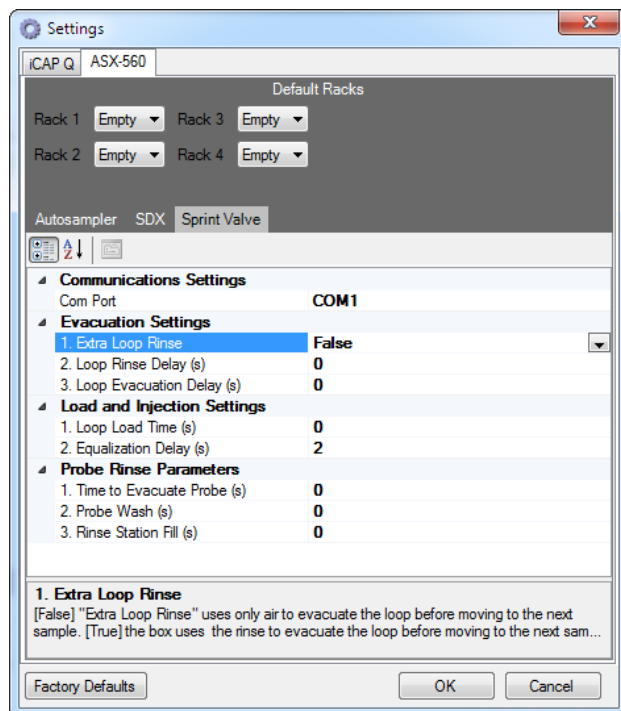 Settings
iCAP Q ASX-560
Default Racks
Rack 1 Empty Rack 3 Empty
Rack 2 Empty Rack 4 Empty
Autosampler SDX Sprint Valve
Communications Settings
Com Port COM1
Evacuation Settings
1. Extra Loop Rinse False
2. Loop Rinse Delay (s) 0
3. Loop Evacuation Delay (s) 0
Load and Injection Settings
1. Loop Load Time (s) 0
2. Equalization Delay (s) 2
Probe Rinse Parameters
1. Time to Evacuate Probe (s) 0
2. Probe Wash (s) 0
3. Rinse Station Fill (s) 0
1. Extra Loop Rinse
[False] "Extra Loop Rinse" uses only air to evacuate the loop before moving to the next
sample. [True] the box uses the rinse to evacuate the loop before moving to the next sam...
Factory Defaults OK Cancel